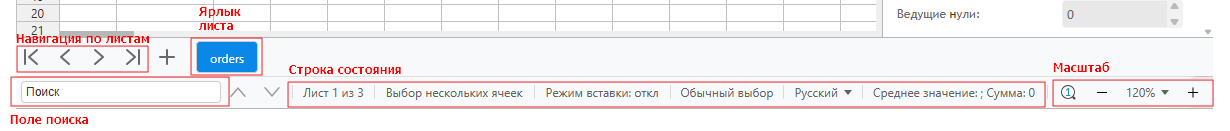 20
21
Ярлык
листа
Ведущие нули: 0
Навигация по листам
orders
Строка состояния
Масштаб
Поиск
Лист 1 из 3 Выбор нескольких ячеек Режим вставки: откл Обычный выбор Русский Среднее значение: ; Сумма: 0
1 − 120% +
Поле поиска